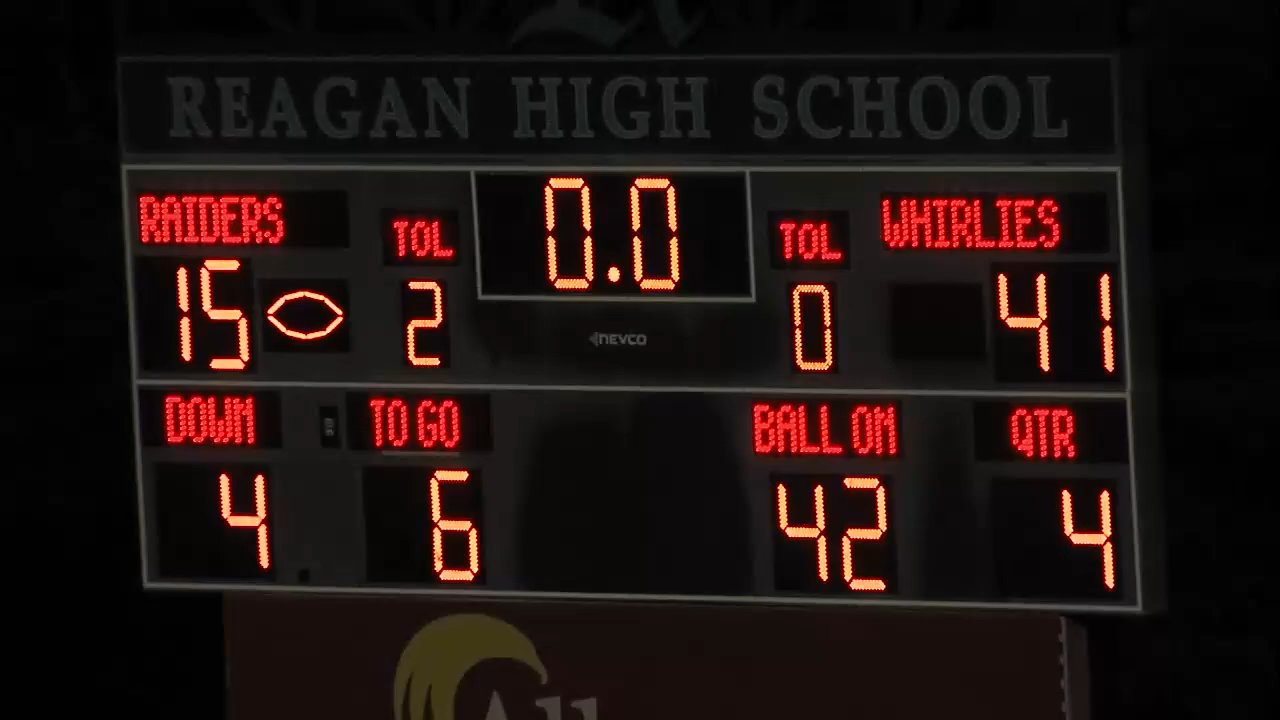 REAGAN HIGH SCHOOL
RAIDERS TOL 0.0 TOL WHIRLIES
15 2 0 41
NEVCO
DOWN TO GO BALL ON QTR
4 6 42 4
All